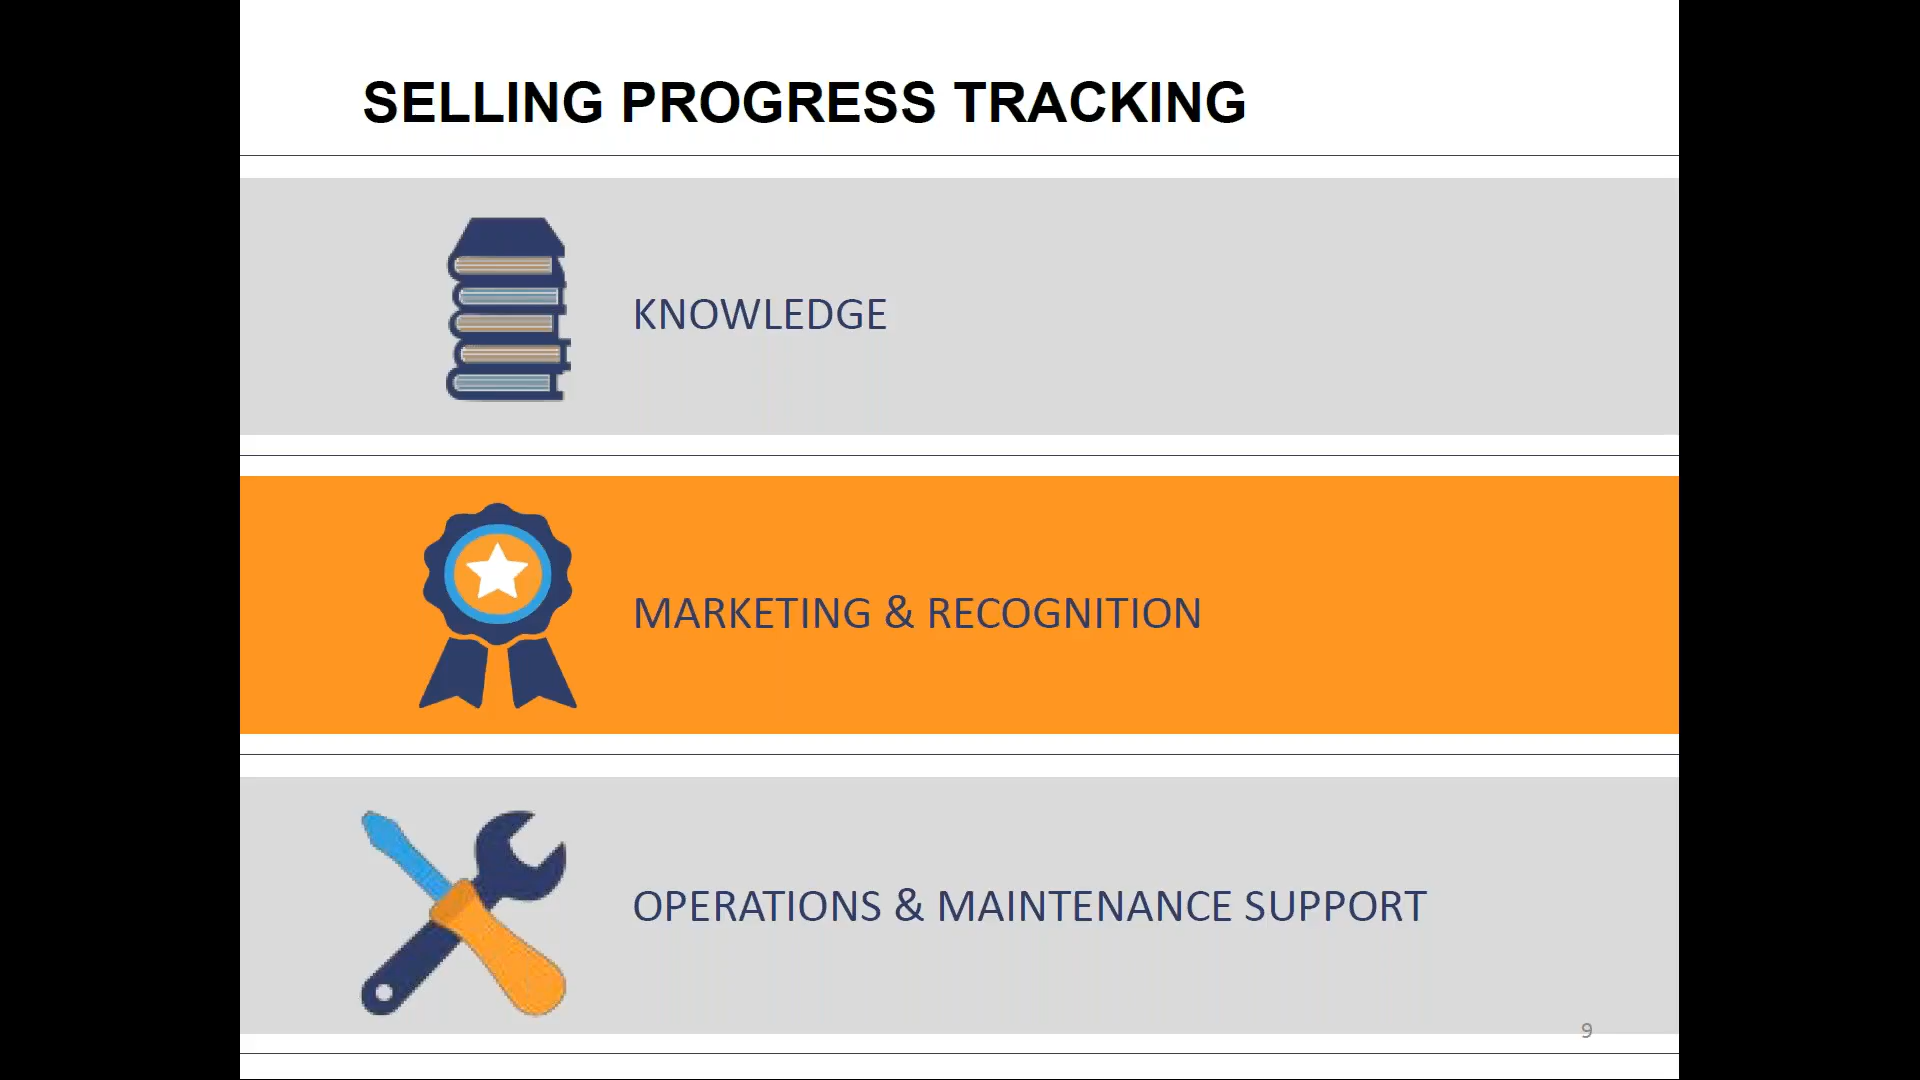 SELLING PROGRESS TRACKING
KNOWLEDGE
MARKETING & RECOGNITION
OPERATIONS & MAINTENANCE SUPPORT
9